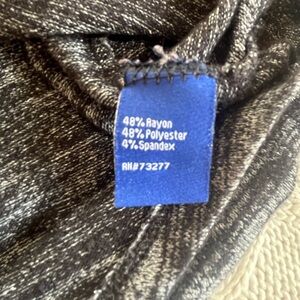 48% Rayon
48% Polyester
4% Spandex
RN#73277